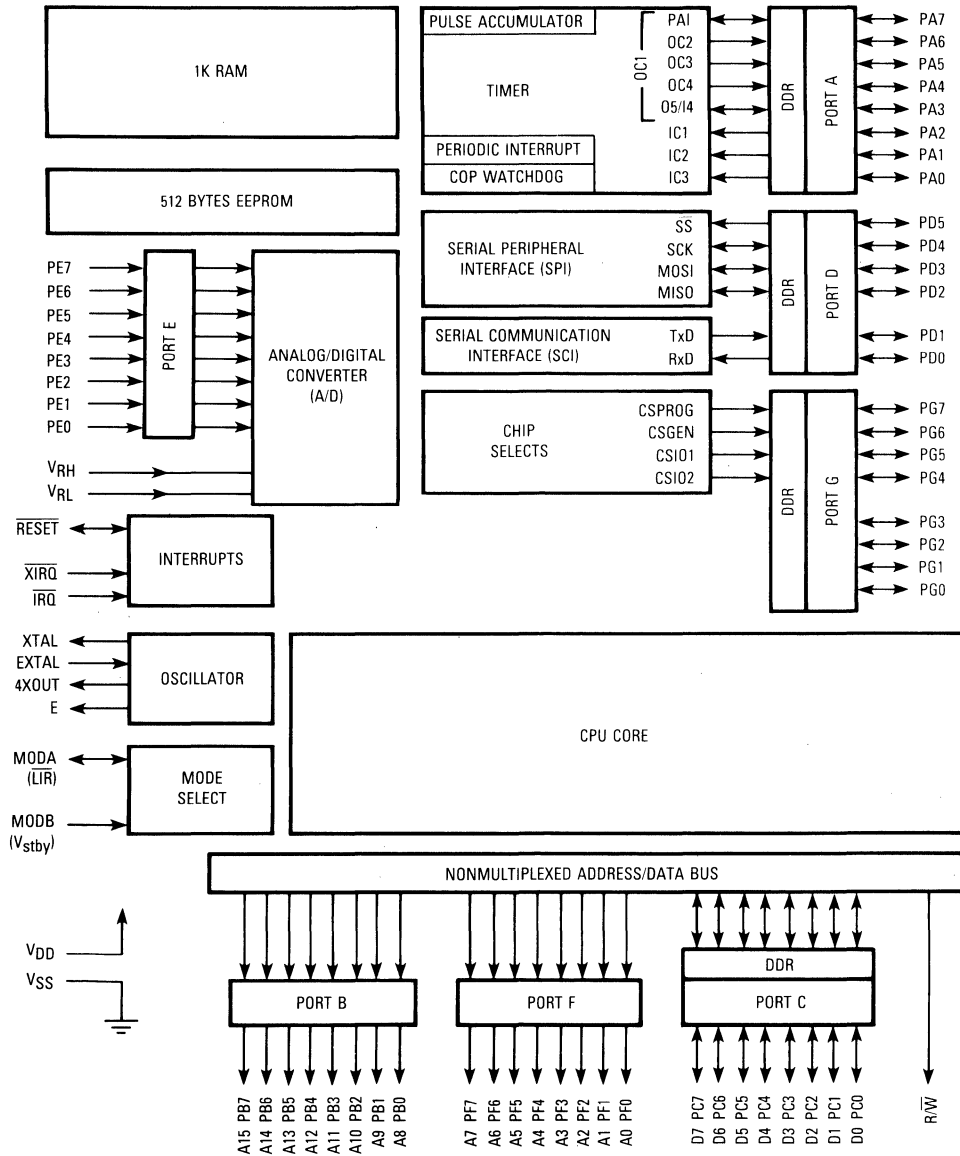 1K RAM
512 BYTES EEPROM
PE7
PE6
PE5
PE4
PE3
PE2
PE1
PE0
PORT E
ANALOG/DIGITAL
CONVERTER
(A/D)
VRH
VRL
PULSE ACCUMULATOR
TIMER
PERIODIC INTERRUPT
COP WATCHDOG
OC1
PAI
OC2
OC3
OC4
O5/I4
IC1
IC2
IC3
DDR
PORT A
PA7
PA6
PA5
PA4
PA3
PA2
PA1
PA0
SERIAL PERIPHERAL
INTERFACE (SPI)
S̅S̅
SCK
MOSI
MISO
SERIAL COMMUNICATION
INTERFACE (SCI)
TxD
RxD
DDR
PORT D
PD5
PD4
PD3
PD2
PD1
PD0
CHIP
SELECTS
CSPROG
CSGEN
CSIO1
CSIO2
DDR
PORT G
PG7
PG6
PG5
PG4
PG3
PG2
PG1
PG0
R̅E̅S̅E̅T̅
X̅I̅R̅Q̅
I̅R̅Q̅
INTERRUPTS
XTAL
EXTAL
4XOUT
E
OSCILLATOR
MODA
(L̅I̅R̅)
MODB
(Vstby)
MODE
SELECT
CPU CORE
NONMULTIPLEXED ADDRESS/DATA BUS
VDD
VSS
PORT B
PORT F
DDR
PORT C
A15 PB7
A14 PB6
A13 PB5
A12 PB4
A11 PB3
A10 PB2
A9 PB1
A8 PB0
A7 PF7
A6 PF6
A5 PF5
A4 PF4
A3 PF3
A2 PF2
A1 PF1
A0 PF0
D7 PC7
D6 PC6
D5 PC5
D4 PC4
D3 PC3
D2 PC2
D1 PC1
D0 PC0
R/W̅